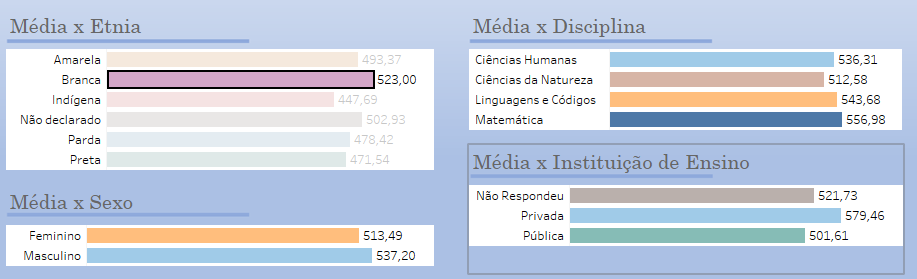 Média x Etnia
Amarela 493,37
Branca 523,00
Indígena 447,69
Não declarado 502,93
Parda 478,42
Preta 471,54
Média x Sexo
Feminino 513,49
Masculino 537,20
Média x Disciplina
Ciências Humanas 536,31
Ciências da Natureza 512,58
Linguagens e Códigos 543,68
Matemática 556,98
Média x Instituição de Ensino
Não Respondeu 521,73
Privada 579,46
Pública 501,61